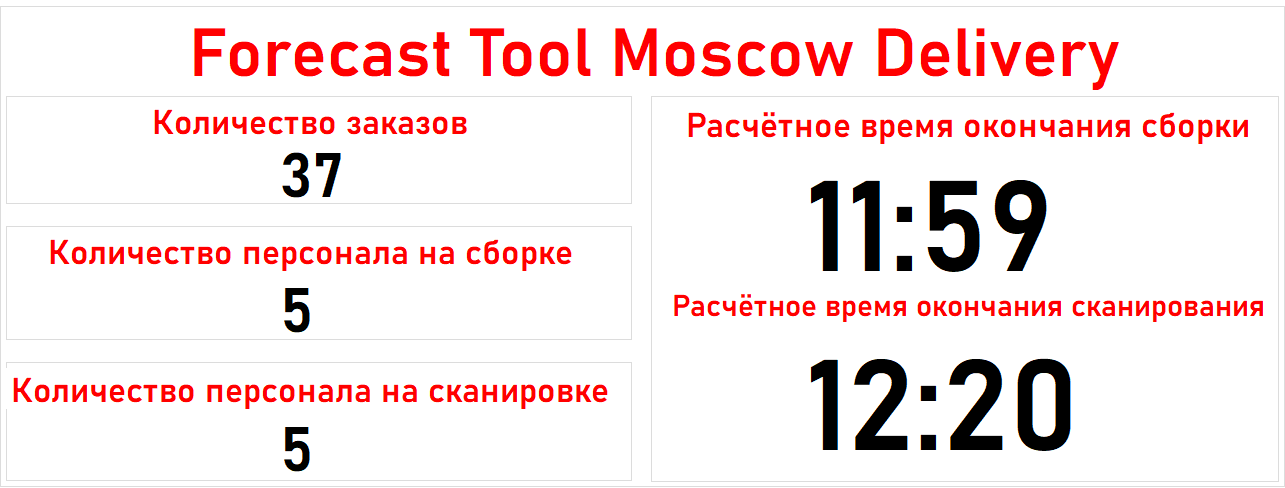 Forecast Tool Moscow Delivery
Количество заказов
37
Количество персонала на сборке
5
Количество персонала на сканировке
5
Расчётное время окончания сборки
11:59
Расчётное время окончания сканирования
12:20